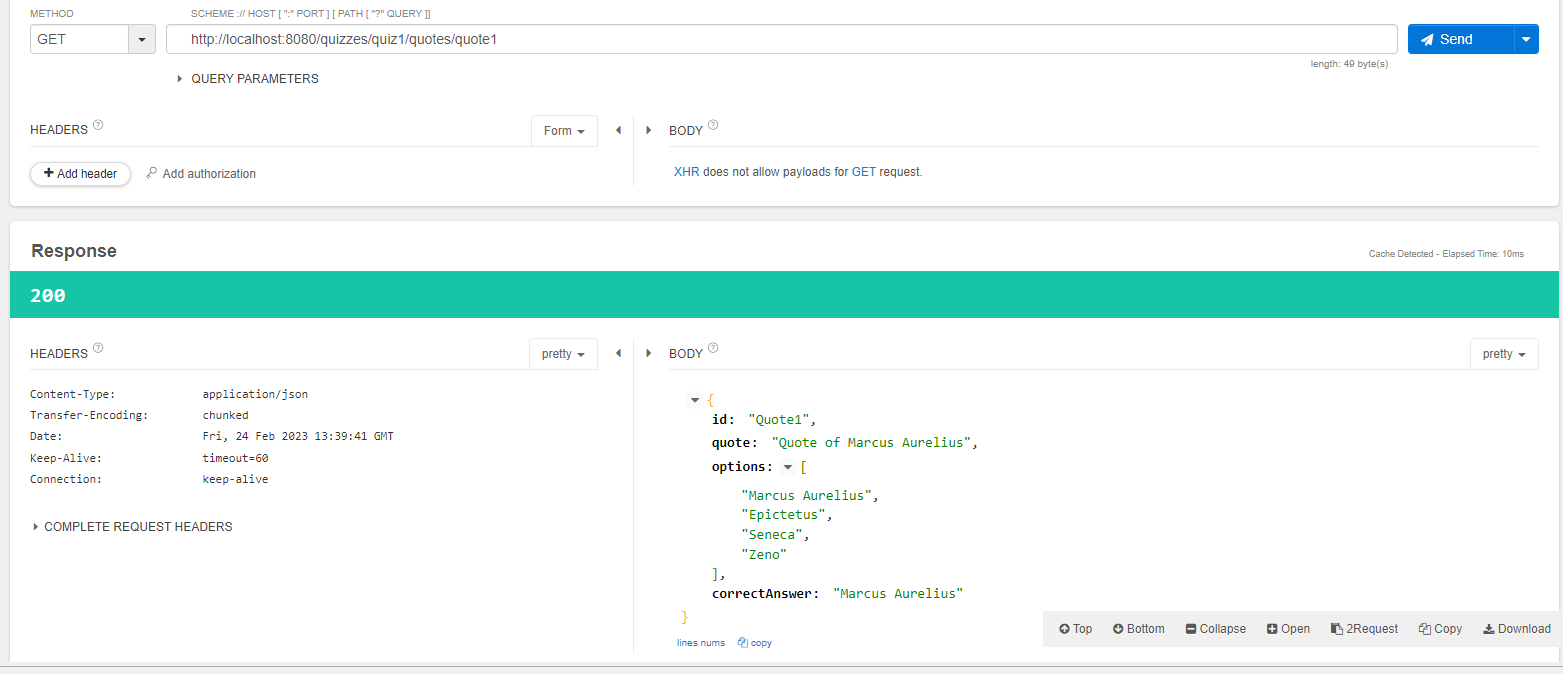 METHOD
SCHEME :// HOST [ ":" PORT ] [ PATH [ "?" QUERY ]]
GET
http://localhost:8080/quizzes/quiz1/quotes/quote1
Send
length: 49 byte(s)
QUERY PARAMETERS
HEADERS ?
Form
BODY ?
+ Add header
Add authorization
XHR does not allow payloads for GET request.
Response
Cache Detected - Elapsed Time: 10ms
200
HEADERS ?
pretty
BODY ?
pretty
Content-Type: application/json
Transfer-Encoding: chunked
Date: Fri, 24 Feb 2023 13:39:41 GMT
Keep-Alive: timeout=60
Connection: keep-alive
COMPLETE REQUEST HEADERS
{
id: "Quote1",
quote: "Quote of Marcus Aurelius",
options: [
"Marcus Aurelius",
"Epictetus",
"Seneca",
"Zeno"
],
correctAnswer: "Marcus Aurelius"
}
lines nums copy
Top Bottom Collapse Open 2Request Copy Download